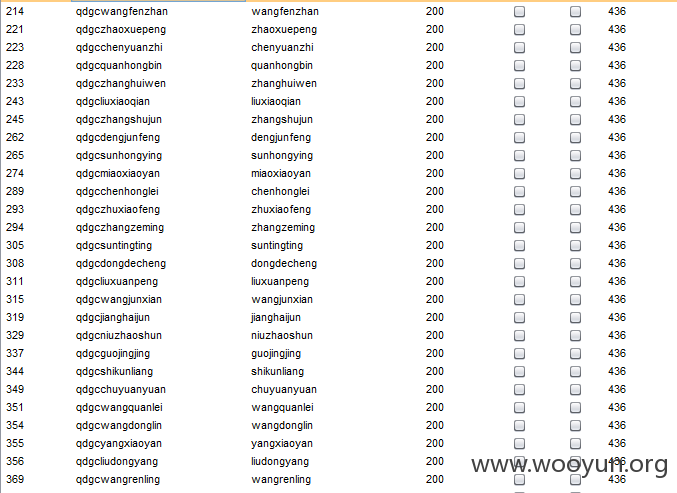 214 qdgcwangfenzhan wangfenzhan 200 436
221 qdgczhaoxuepeng zhaoxuepeng 200 436
223 qdgcchenyuanzhi chenyuanzhi 200 436
228 qdgcquanhongbin quanhongbin 200 436
233 qdgczhanghuiwen zhanghuiwen 200 436
243 qdgcliuxiaoqian liuxiaoqian 200 436
245 qdgczhangshujun zhangshujun 200 436
262 qdgcdengjunfeng dengjunfeng 200 436
265 qdgcsunhongying sunhongying 200 436
274 qdgcmiaoxiaoyan miaoxiaoyan 200 436
289 qdgcchenhonglei chenhonglei 200 436
293 qdgczhuxiaofeng zhuxiaofeng 200 436
294 qdgczhangzeming zhangzeming 200 436
305 qdgcsuntingting suntingting 200 436
308 qdgcdongdecheng dongdecheng 200 436
311 qdgcliuxuanpeng liuxuanpeng 200 436
315 qdgcwangjunxian wangjunxian 200 436
319 qdgcjianghaijun jianghaijun 200 436
329 qdgcniuzhaoshun niuzhaoshun 200 436
337 qdgcguojingjing guojingjing 200 436
344 qdgcshikunliang shikunliang 200 436
349 qdgcchuyuanyuan chuyuanyuan 200 436
351 qdgcwangquanlei wangquanlei 200 436
354 qdgcwangdonglin wangdonglin 200 436
355 qdgcyangxiaoyan yangxiaoyan 200 436
356 qdgcliudongyang liudongyang 200 436
369 qdgcwangrenling wangrenling 200 436
www.wooyun.org